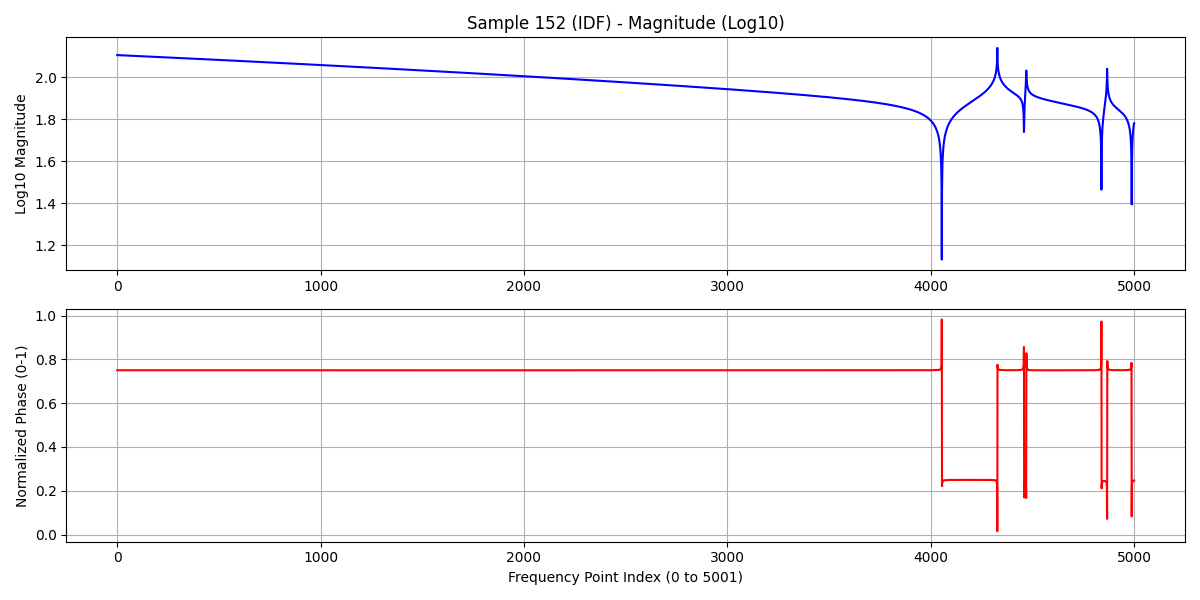 Sample 152 (IDF) - Magnitude (Log10)
Log10 Magnitude
2.0
1.8
1.6
1.4
1.2
0 1000 2000 3000 4000 5000
Normalized Phase (0-1)
1.0
0.8
0.6
0.4
0.2
0.0
0 1000 2000 3000 4000 5000
Frequency Point Index (0 to 5001)